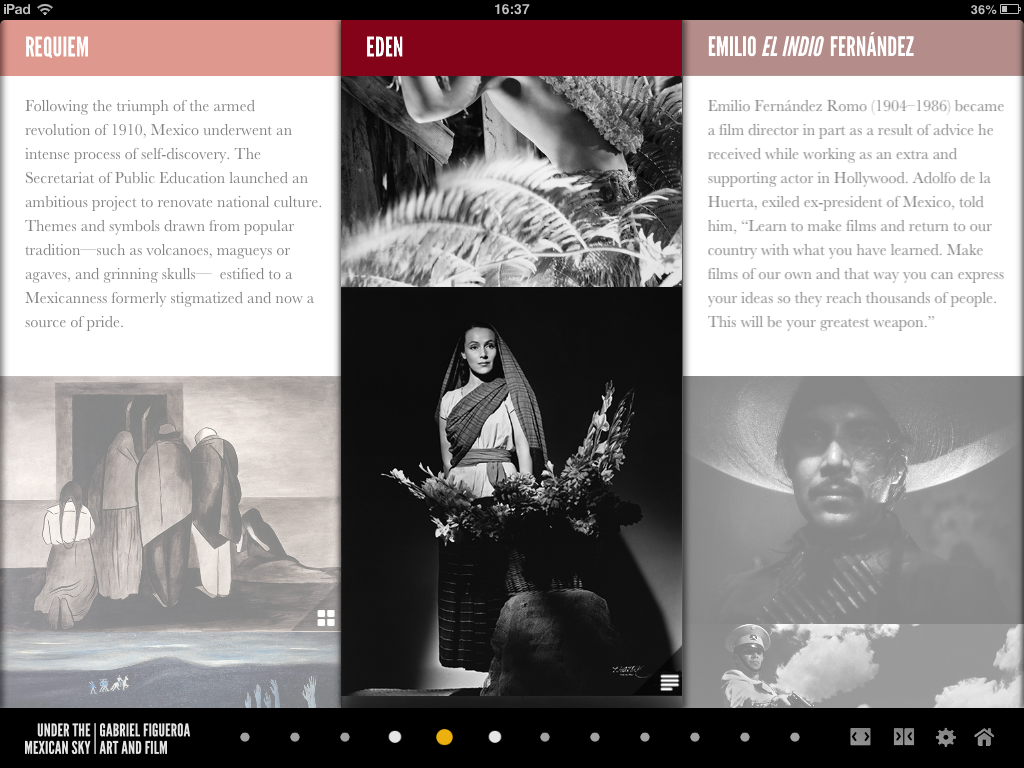 iPad
16:37
36%
REQUIEM
Following the triumph of the armed
revolution of 1910, Mexico underwent an
intense process of self-discovery. The
Secretariat of Public Education launched an
ambitious project to renovate national culture.
Themes and symbols drawn from popular
tradition—such as volcanoes, magueys or
agaves, and grinning skulls— estified to a
Mexicanness formerly stigmatized and now a
source of pride.
EDEN
EMILIO EL INDIO FERNÁNDEZ
Emilio Fernández Romo (1904–1986) became
a film director in part as a result of advice he
received while working as an extra and
supporting actor in Hollywood. Adolfo de la
Huerta, exiled ex-president of Mexico, told
him, “Learn to make films and return to our
country with what you have learned. Make
films of our own and that way you can express
your ideas so they reach thousands of people.
This will be your greatest weapon.”
UNDER THE | GABRIEL FIGUEROA
MEXICAN SKY | ART AND FILM